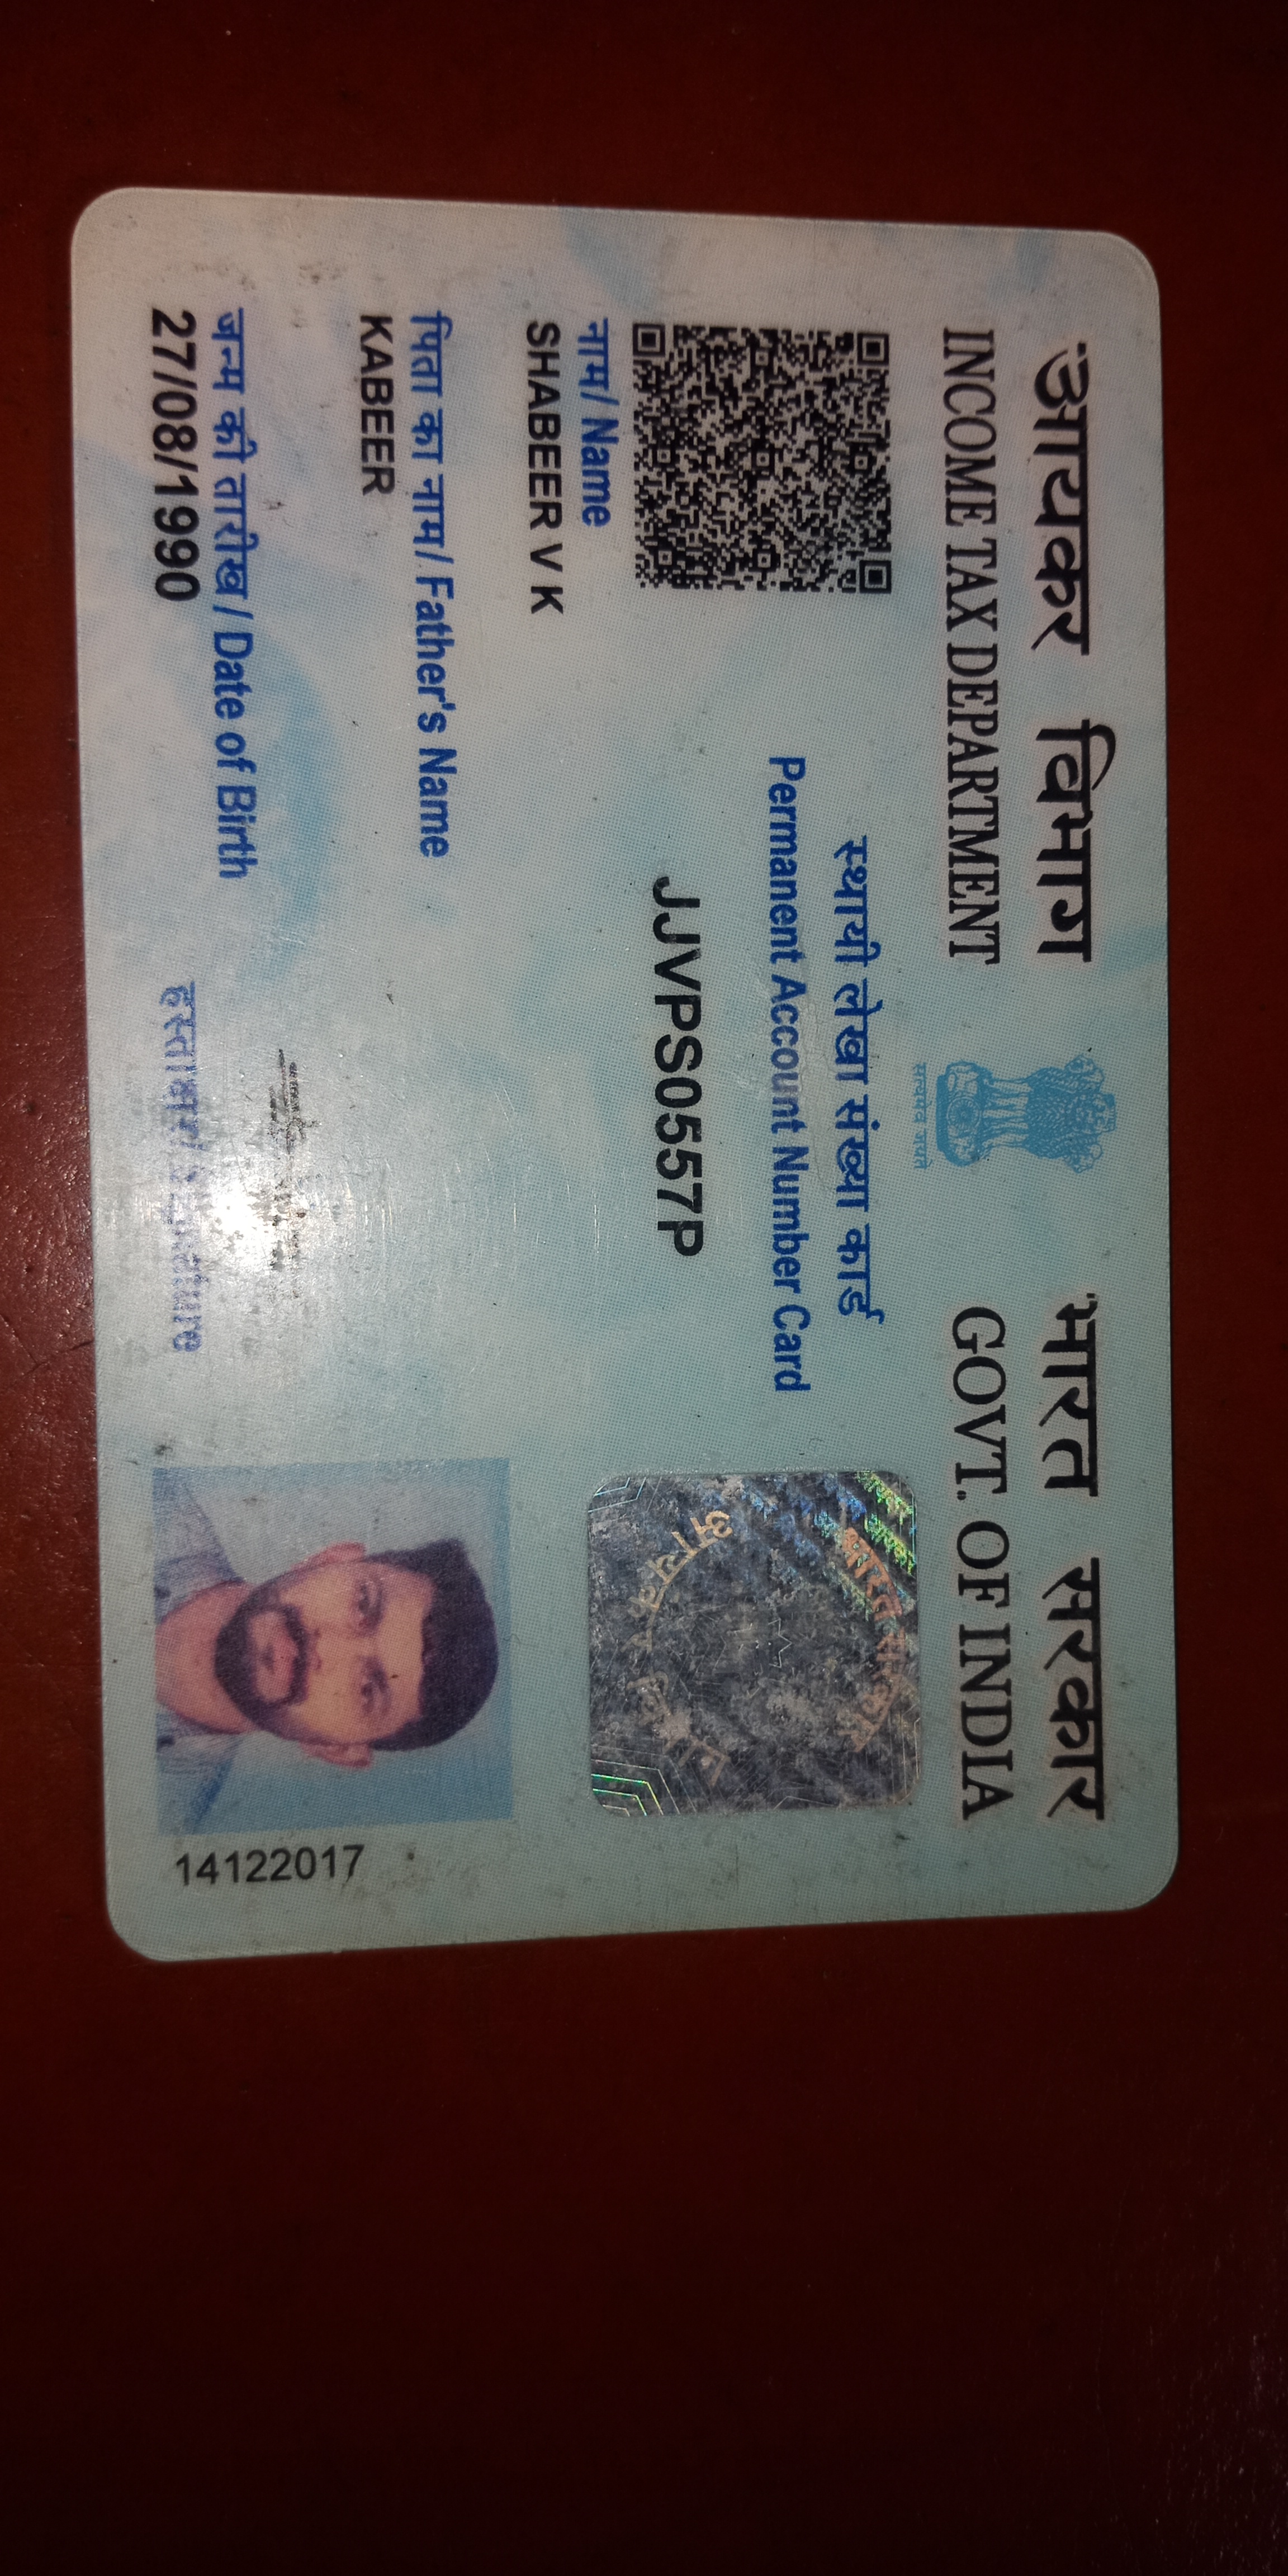 आयकर विभाग
INCOME TAX DEPARTMENT
सत्यमेव जयते
भारत सरकार
GOVT. OF INDIA
स्थायी लेखा संख्या कार्ड
Permanent Account Number Card
JJVPS0557P
नाम/ Name
SHABEER V K
पिता का नाम/ Father's Name
KABEER
जन्म की तारीख/ Date of Birth
27/08/1990
हस्ताक्षर/ Signature
14122017